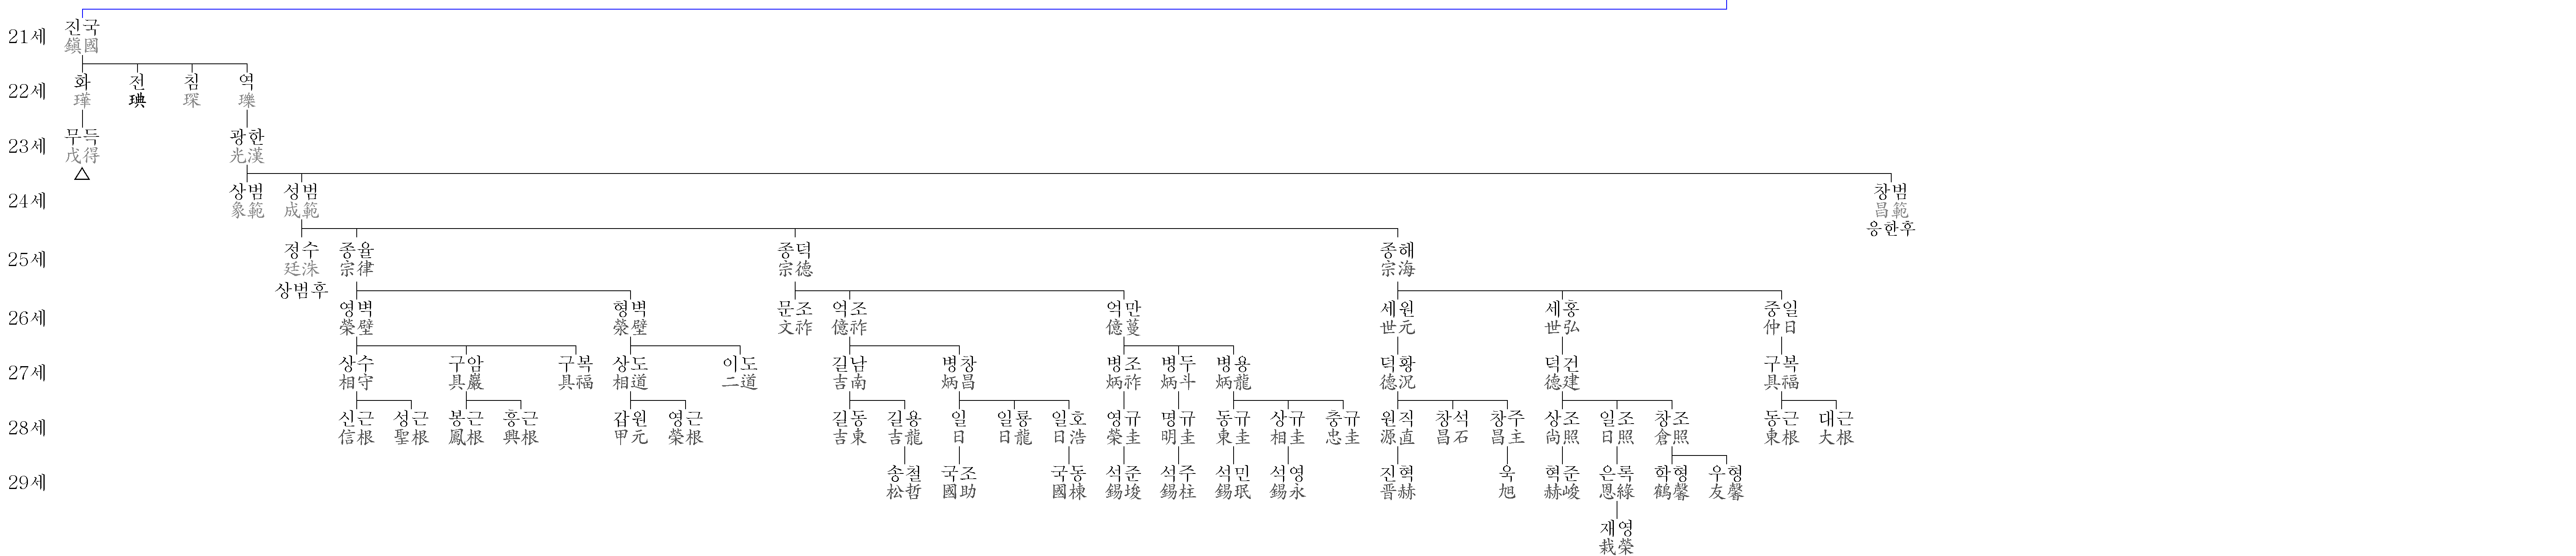 21세 진국
鎭國
22세 화 전 침 역
璍 琠 琛 瓅
23세 무득 광한
戊得 光漢
△
24세 상범 성범 창범
象範 成範 昌範
응한후
25세 정수 종율 종덕 종해
廷洙 宗律 宗德 宗海
상범후
26세 영벽 형벽 문조 억조 억만 세원 세홍 중일
榮壁 榮壁 文祚 億祚 億蔓 世元 世弘 仲日
27세 상수 구암 구복 상도 이도 길남 병창 병조 병두 병용 덕황 덕건 구복
相守 具巖 具福 相道 二道 吉南 炳昌 炳祚 炳斗 炳龍 德況 德建 具福
28세 신근 성근 봉근 흥근 갑원 영근 길동 길용 일 일룡 일호 영규 명규 동규 상규 충규 원직 창석 창주 상조 일조 창조 동근 대근
信根 聖根 鳳根 興根 甲元 榮根 吉東 吉龍 日 日龍 日浩 榮圭 明圭 東圭 相圭 忠圭 源直 昌石 昌主 尙照 日照 倉照 東根 大根
29세 송철 국조 국동 석준 석주 석민 석영 진혁 욱 혁준 은록 학형 우형
松哲 國助 國棟 錫埈 錫柱 錫珉 錫永 晋赫 旭 赫峻 恩綠 鶴馨 友馨
재영
栽榮